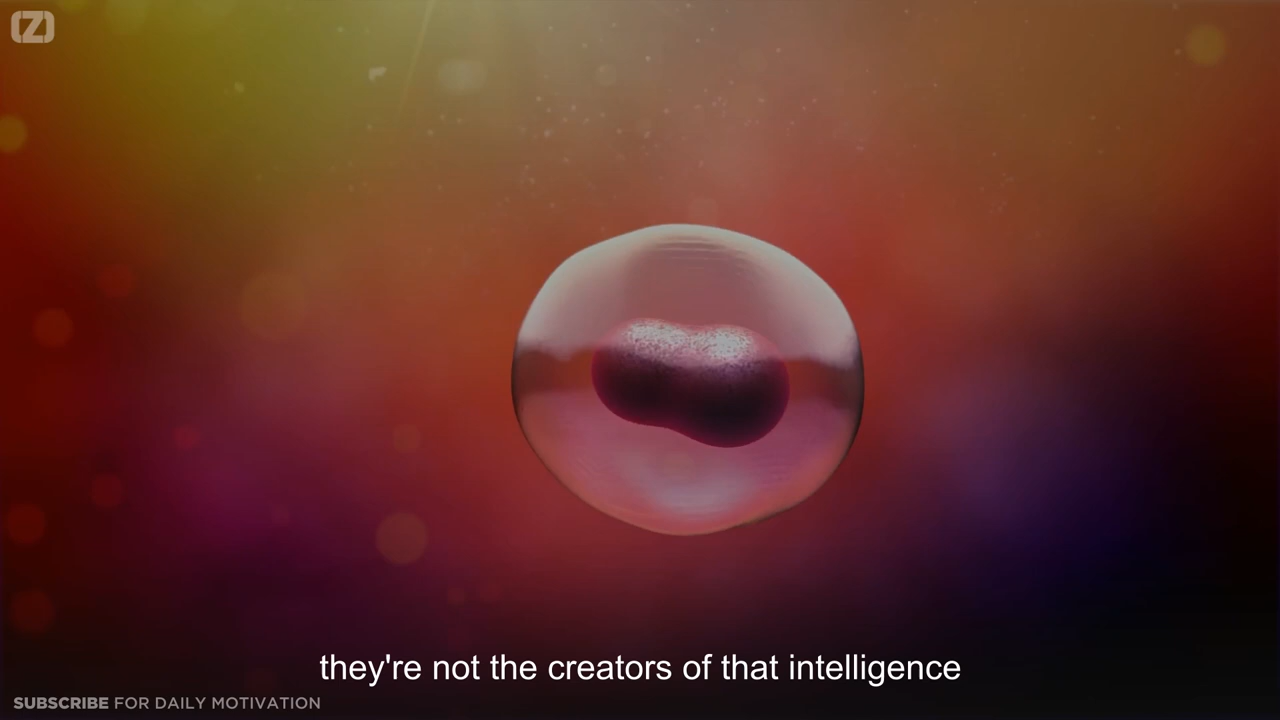 Z
they're not the creators of that intelligence
SUBSCRIBE FOR DAILY MOTIVATION